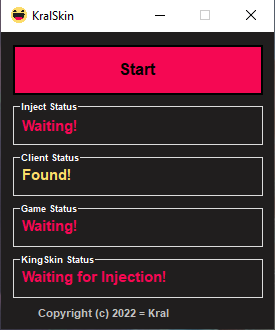 KralSkin
Start
Inject Status
Waiting!
Client Status
Found!
Game Status
Waiting!
KingSkin Status
Waiting for Injection!
Copyright (c) 2022 = Kral